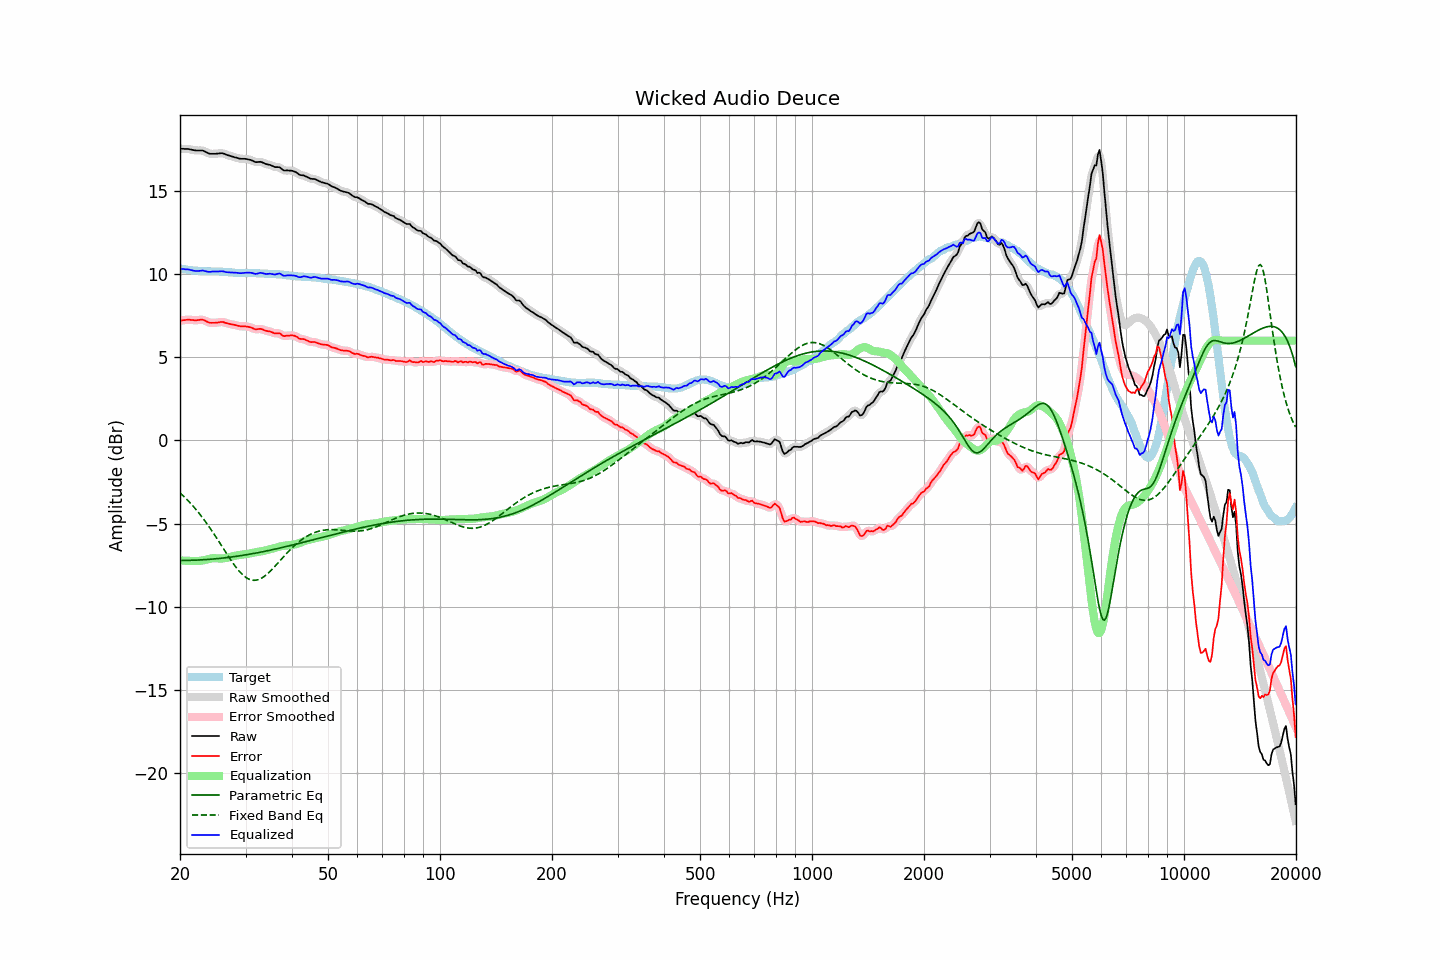 Wicked Audio Deuce
Amplitude (dBr)
15
10
5
0
−5
−10
−15
−20
Target
Raw Smoothed
Error Smoothed
Raw
Error
Equalization
Parametric Eq
Fixed Band Eq
Equalized
20 50 100 200 500 1000 2000 5000 10000 20000
Frequency (Hz)